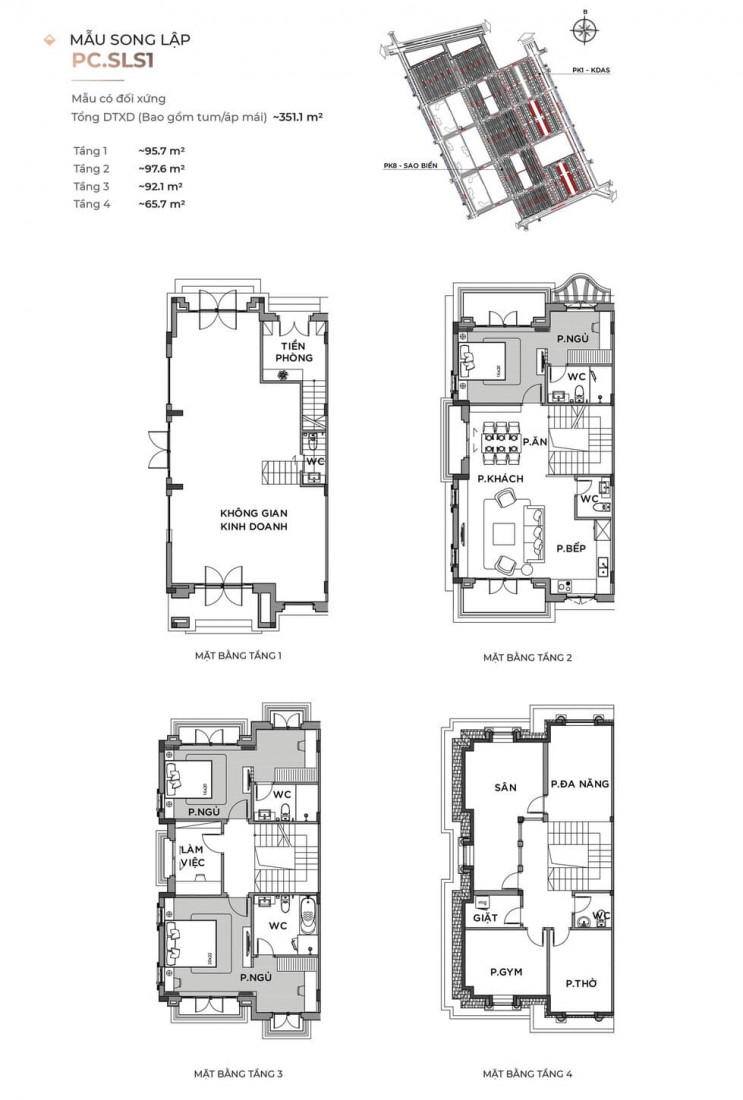 MẪU SONG LẬP
PC.SLS1
Mẫu có đối xứng
Tổng DTXD (Bao gồm tum/áp mái) ~351.1 m²
Tầng 1 ~95.7 m²
Tầng 2 ~97.6 m²
Tầng 3 ~92.1 m²
Tầng 4 ~65.7 m²
B
PK1 - KDAS
PK8 - SAO BIỂN
TIỀN
PHÒNG
WC
KHÔNG GIAN
KINH DOANH
MẶT BẰNG TẦNG 1
P.NGỦ
WC
P.ĂN
P.KHÁCH
WC
P.BẾP
MẶT BẰNG TẦNG 2
P.NGỦ
WC
LÀM
VIỆC
WC
P.NGỦ
MẶT BẰNG TẦNG 3
SÂN
P.ĐA NĂNG
GIẶT
WC
P.GYM
P.THỜ
MẶT BẰNG TẦNG 4